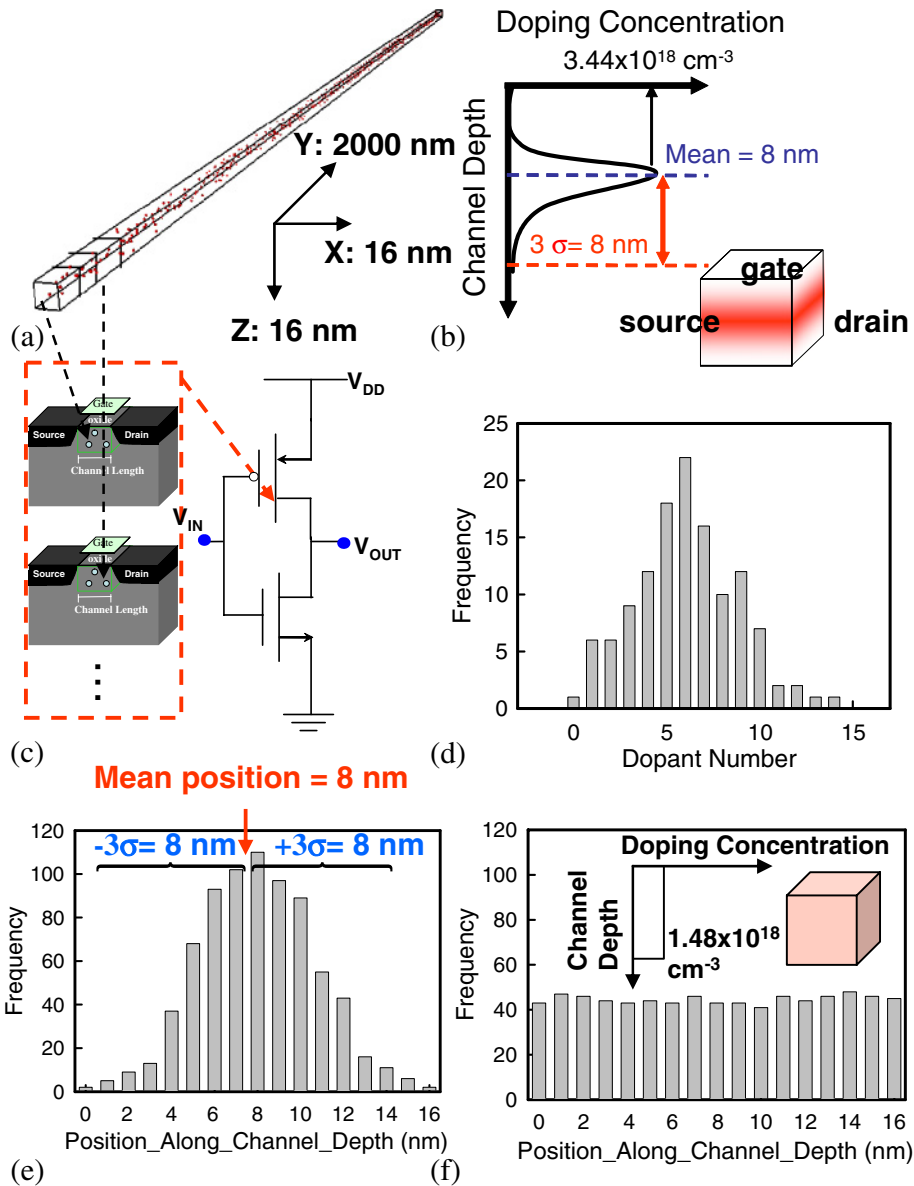 Y: 2000 nm
X: 16 nm
Z: 16 nm
(a)
Doping Concentration
3.44x10¹⁸ cm⁻³
Channel Depth
Mean = 8 nm
3 σ= 8 nm
gate
source
drain
(b)
Gate
oxide
Source
Drain
Channel Length
Gate
oxide
Source
Drain
Channel Length
V_DD
V_IN
V_OUT
(c)
25
20
15
10
5
0
Frequency
0 5 10 15
Dopant Number
(d)
Mean position = 8 nm
-3σ= 8 nm
+3σ= 8 nm
120
100
80
60
40
20
0
Frequency
0 2 4 6 8 10 12 14 16
Position_Along_Channel_Depth (nm)
(e)
Doping Concentration
Channel
Depth
1.48x10¹⁸
cm⁻³
120
100
80
60
40
20
0
Frequency
0 2 4 6 8 10 12 14 16
Position_Along_Channel_Depth (nm)
(f)